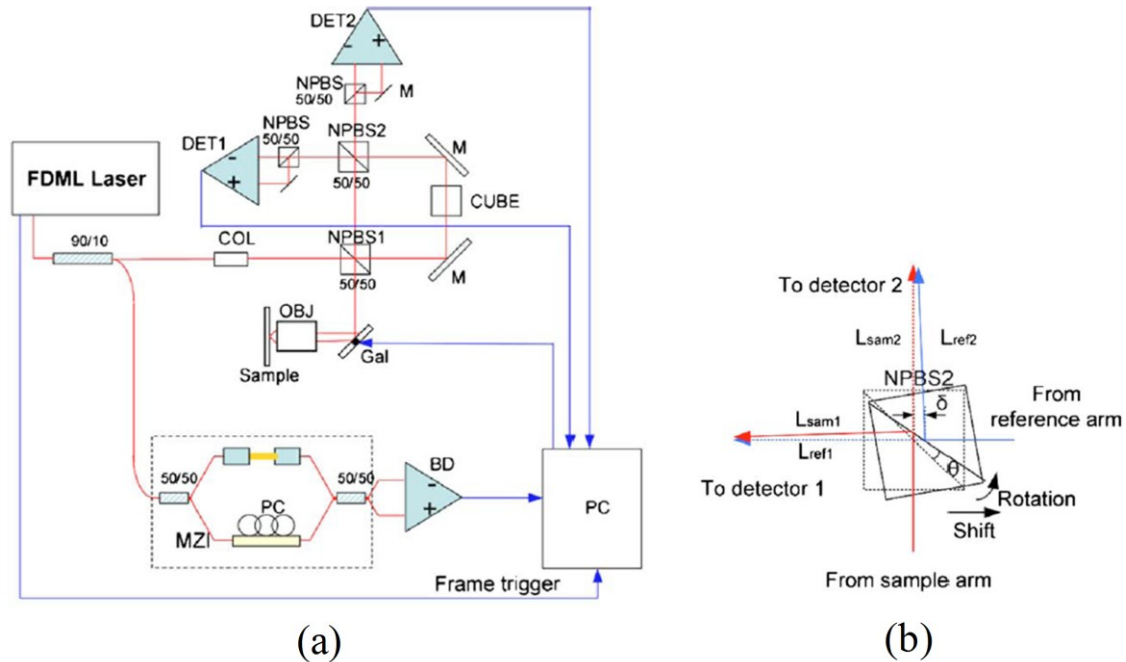 DET2
-
+
NPBS
50/50
M
NPBS
50/50
NPBS2
DET1
-
+
M
FDML Laser
50/50
CUBE
90/10
COL
NPBS1
50/50
M
OBJ
Gal
Sample
50/50
50/50
BD
-
+
PC
MZI
PC
Frame trigger
(a)
To detector 2
Lsam2
Lref2
NPBS2
δ
From
reference arm
Lsam1
Lref1
θ
To detector 1
Rotation
Shift
From sample arm
(b)